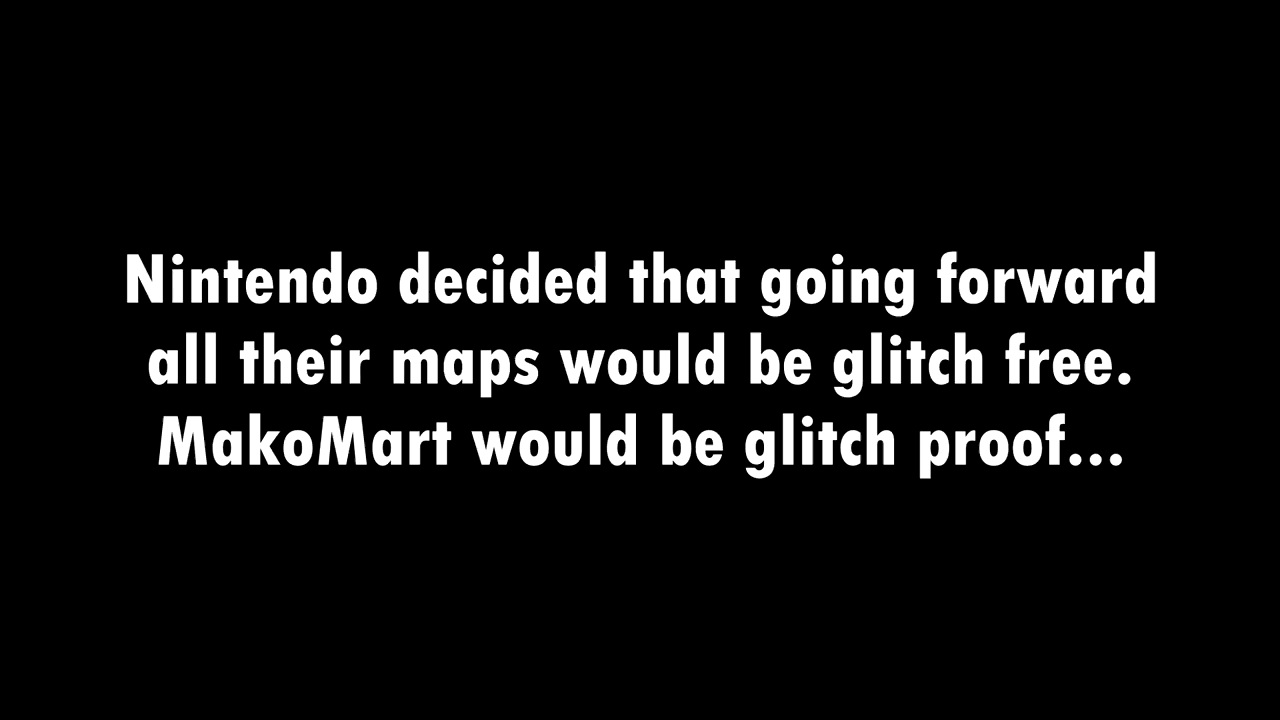 Nintendo decided that going forward
all their maps would be glitch free.
MakoMart would be glitch proof...